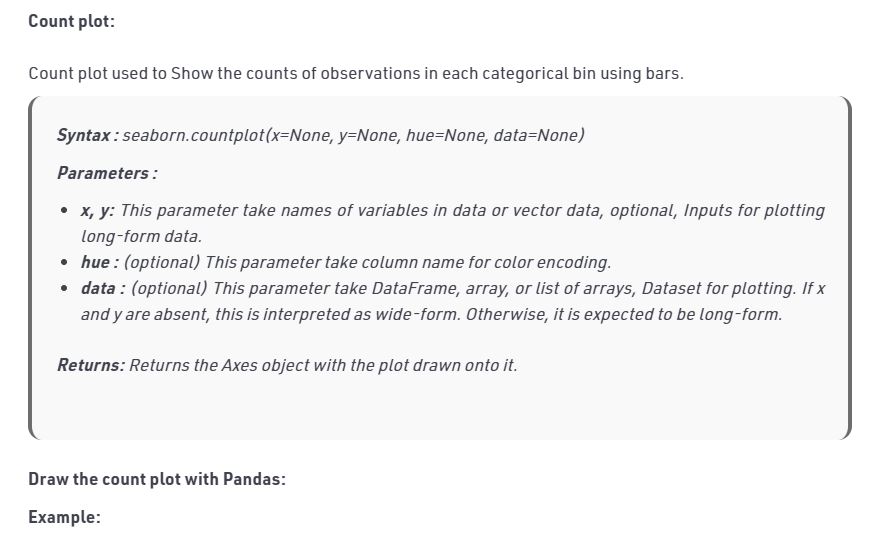 Count plot:
Count plot used to Show the counts of observations in each categorical bin using bars.
Syntax : seaborn.countplot(x=None, y=None, hue=None, data=None)
Parameters :
• x, y: This parameter take names of variables in data or vector data, optional, Inputs for plotting
long-form data.
• hue : (optional) This parameter take column name for color encoding.
• data : (optional) This parameter take DataFrame, array, or list of arrays, Dataset for plotting. If x
and y are absent, this is interpreted as wide-form. Otherwise, it is expected to be long-form.
Returns: Returns the Axes object with the plot drawn onto it.
Draw the count plot with Pandas:
Example: